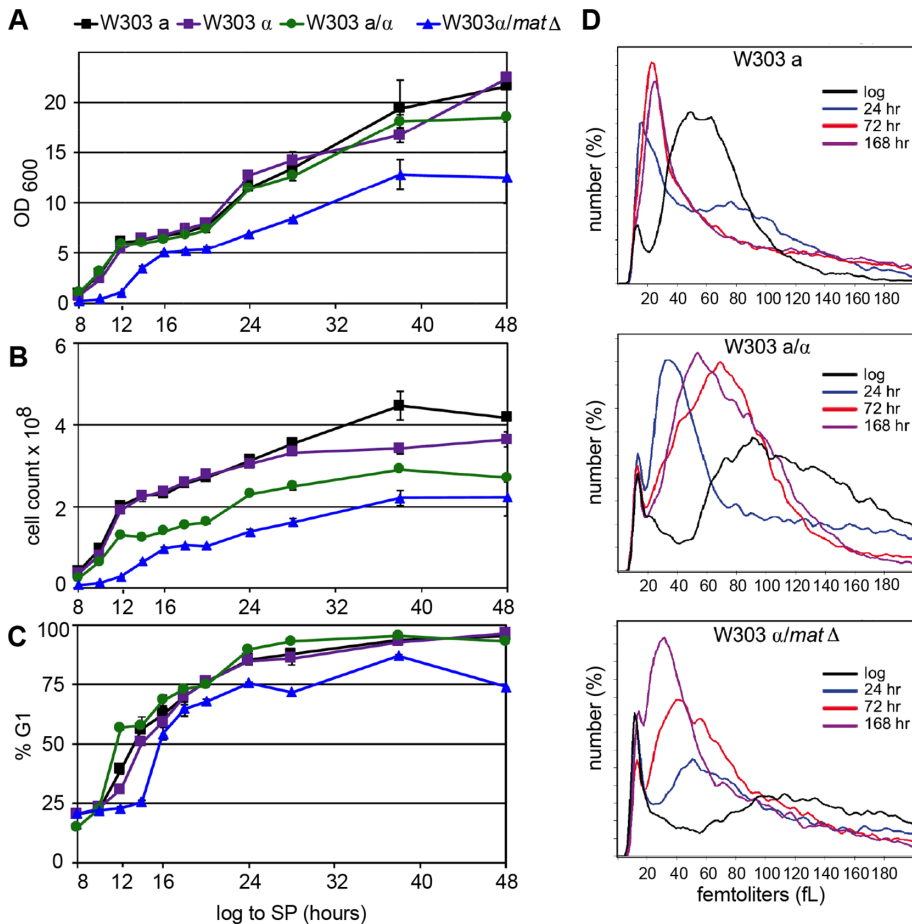 A
W303 a
W303 α
W303 a/α
W303α/mat Δ
20
15
10
5
0
OD 600
8
12
16
24
32
40
48
B
6
4
2
0
cell count x 10⁸
8
12
16
24
32
40
48
C
100
75
50
25
0
% G1
8
12
16
24
32
40
48
log to SP (hours)
D
W303 a
log
24 hr
72 hr
168 hr
number (%)
20 40 60 80 100 120 140 160 180
W303 a/α
log
24 hr
72 hr
168 hr
number (%)
20 40 60 80 100 120 140 160 180
W303 α/mat Δ
log
24 hr
72 hr
168 hr
number (%)
20 40 60 80 100 120 140 160 180
femtoliters (fL)